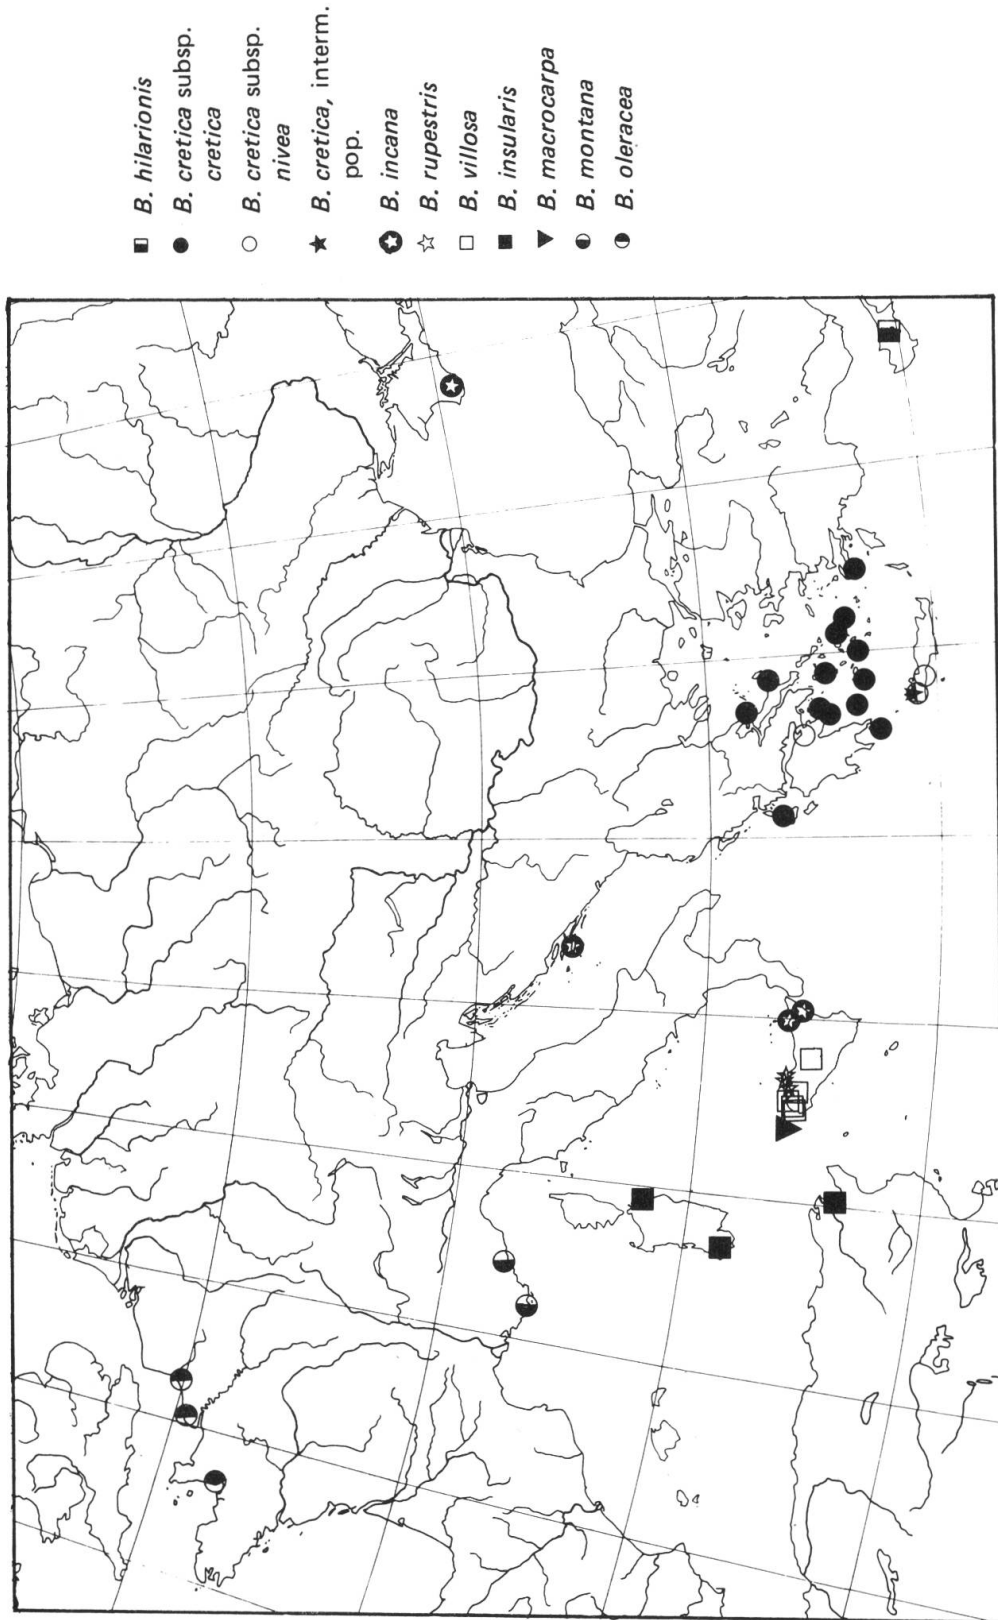 B. hilarionis
B. cretica subsp.
cretica
B. cretica subsp.
nivea
B. cretica, interm.
pop.
B. incana
B. rupestris
B. villosa
B. insularis
B. macrocarpa
B. montana
B. oleracea